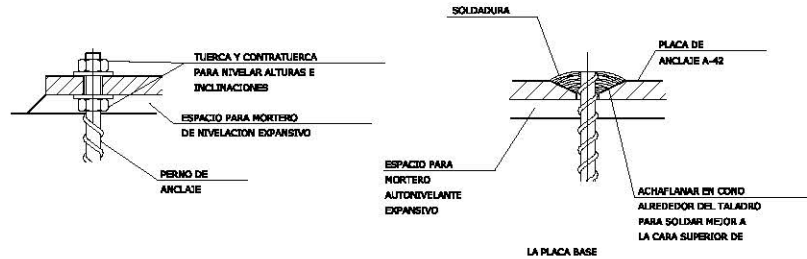 TUERCA Y CONTRATUERCA
PARA NIVELAR ALTURAS E
INCLINACIONES
ESPACIO PARA MORTERO
DE NIVELACION EXPANSIVO
PERNO DE
ANCLAJE
SOLDADURA
PLACA DE
ANCLAJE A-42
ESPACIO PARA
MORTERO
AUTONIVELANTE
EXPANSIVO
ACHAFLANAR EN CONO
ALREDEDOR DEL TALADRO
PARA SOLDAR MEJOR A
LA CARA SUPERIOR DE
LA PLACA BASE